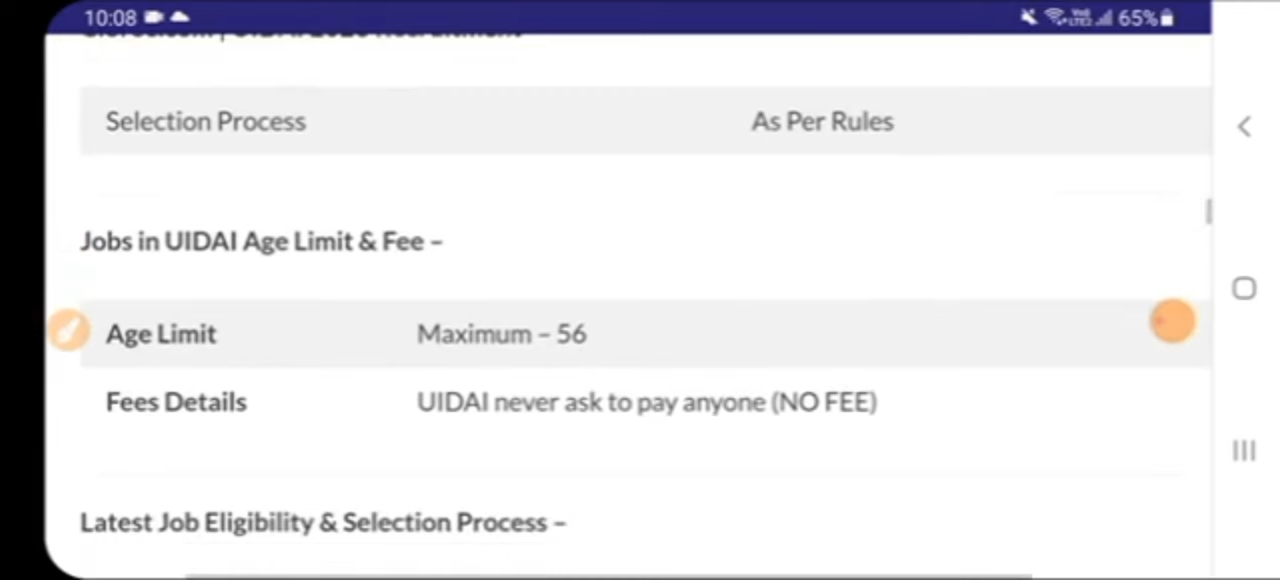 10:08 65%
Selection Process As Per Rules
Jobs in UIDAI Age Limit & Fee –
Age Limit Maximum – 56
Fees Details UIDAI never ask to pay anyone (NO FEE)
Latest Job Eligibility & Selection Process –